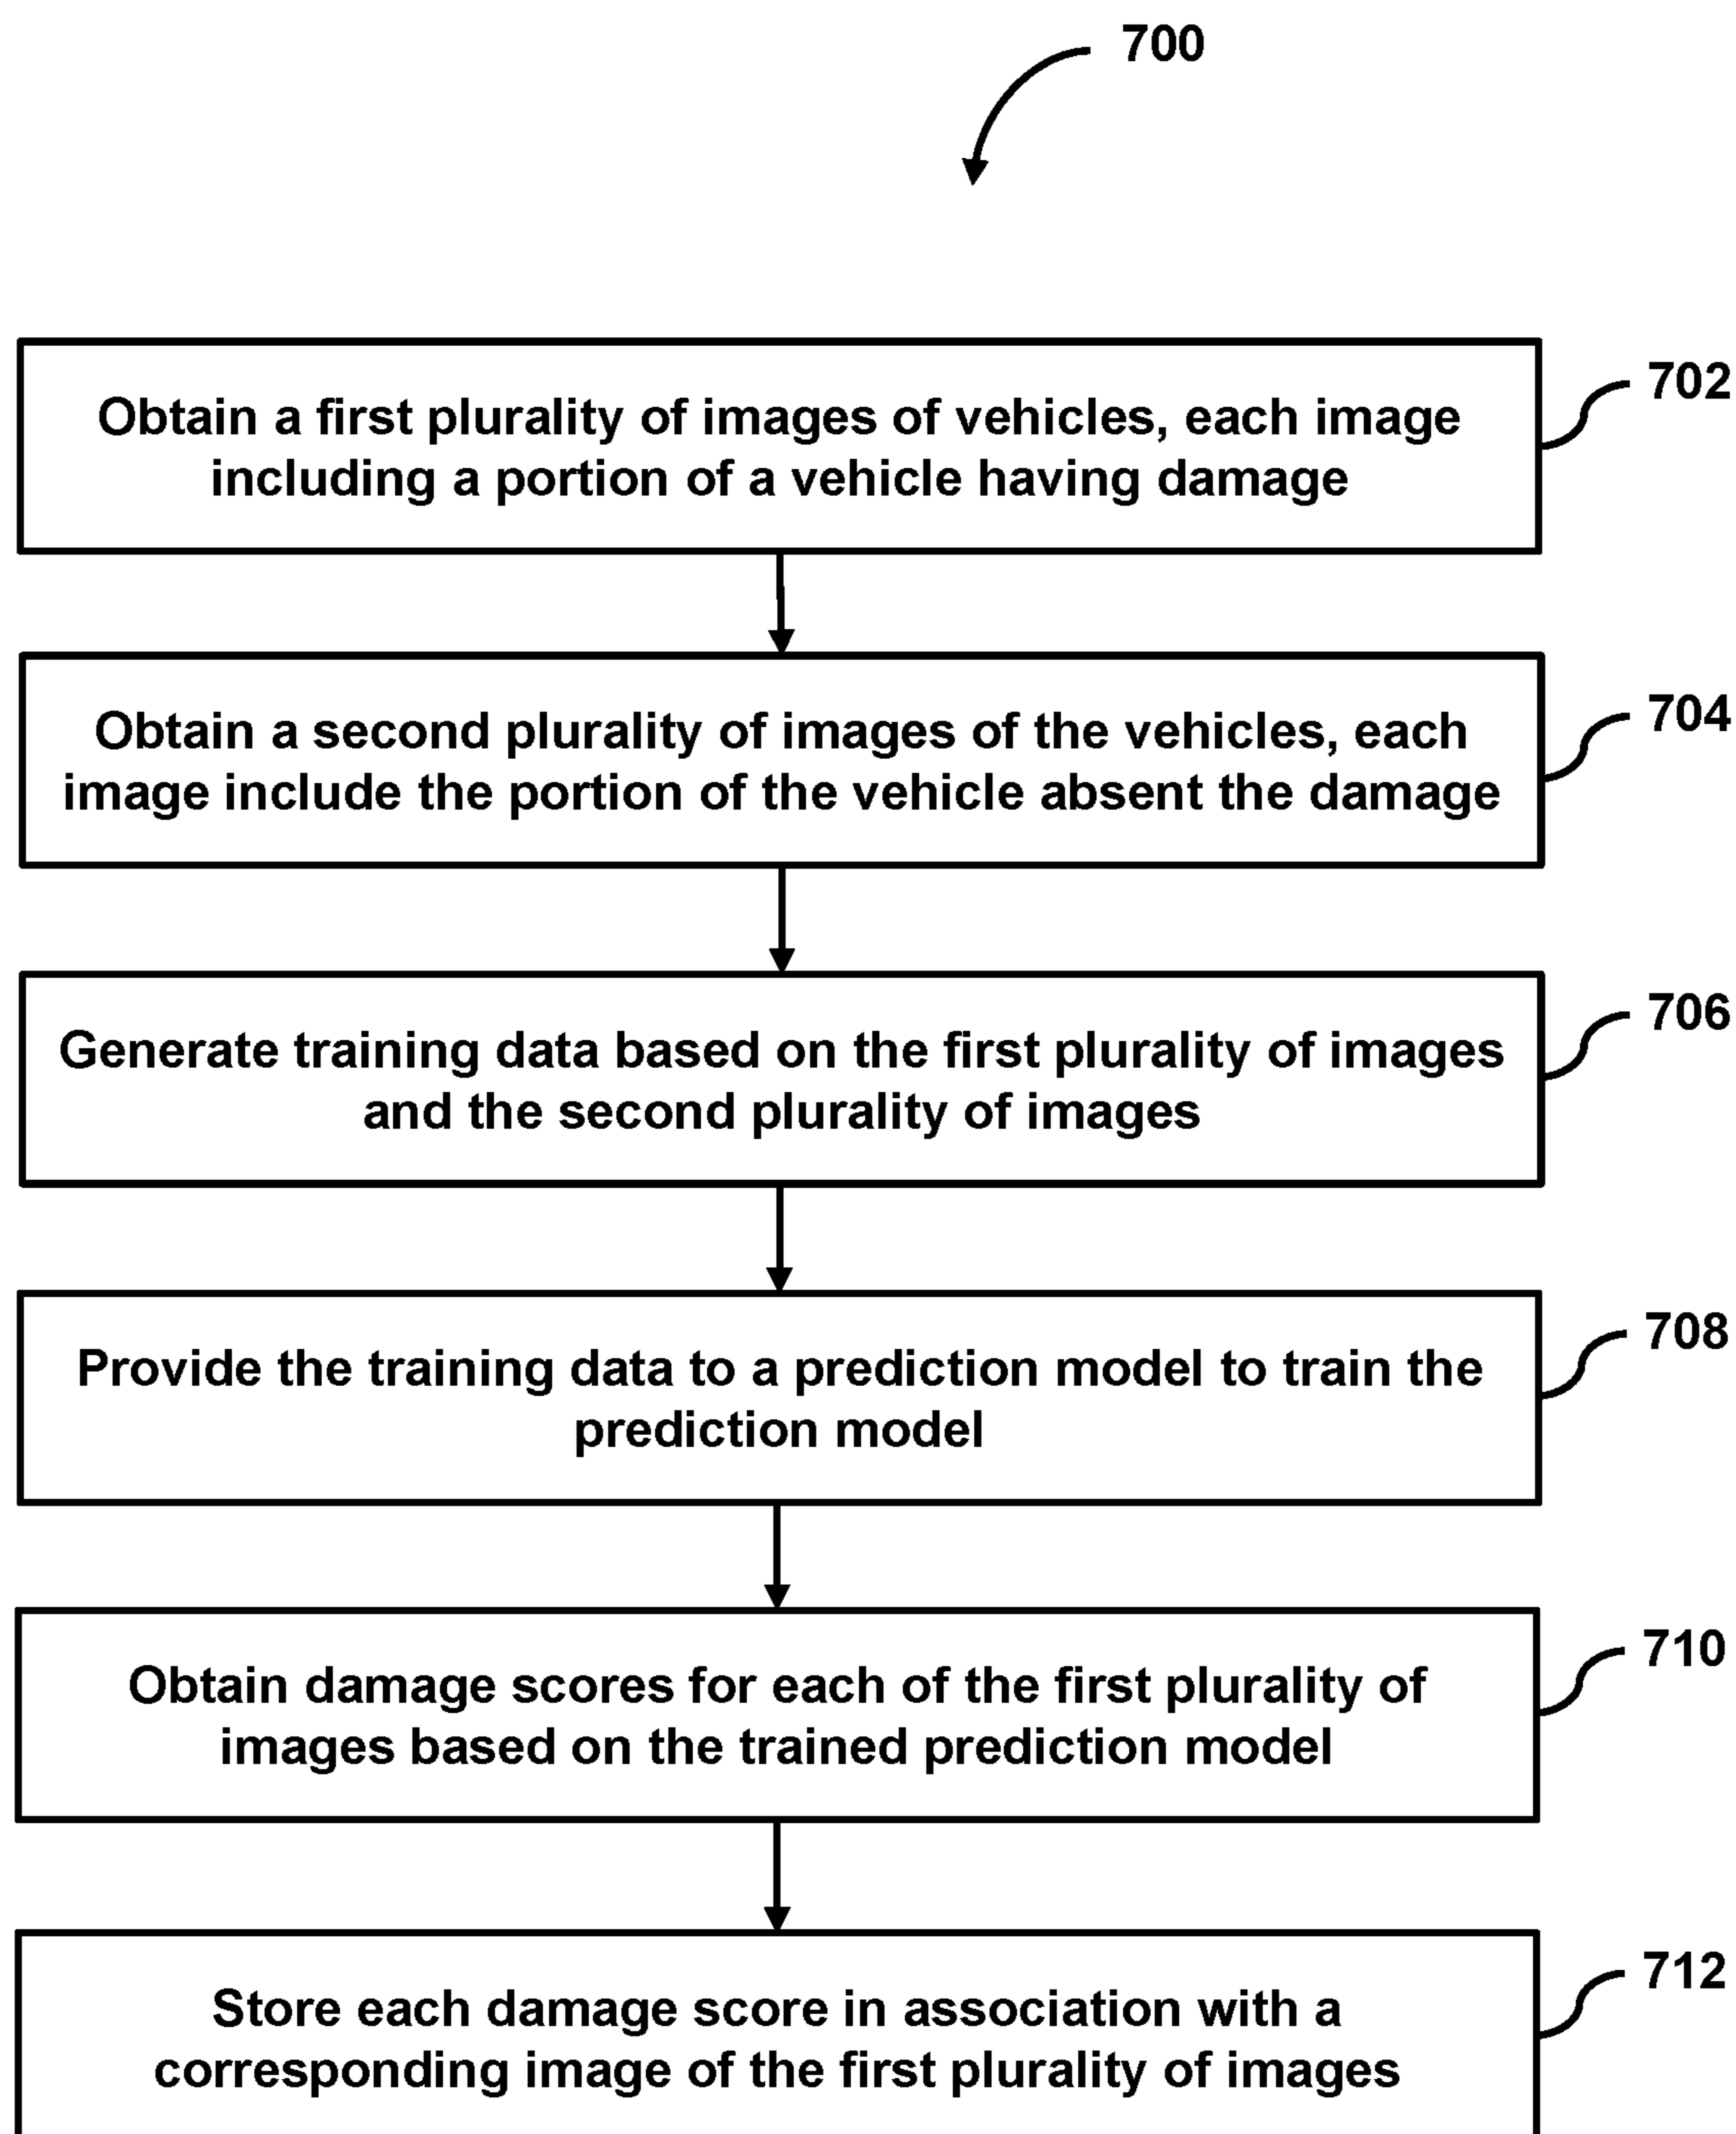 700
702
Obtain a first plurality of images of vehicles, each image
including a portion of a vehicle having damage
704
Obtain a second plurality of images of the vehicles, each
image include the portion of the vehicle absent the damage
706
Generate training data based on the first plurality of images
and the second plurality of images
708
Provide the training data to a prediction model to train the
prediction model
710
Obtain damage scores for each of the first plurality of
images based on the trained prediction model
712
Store each damage score in association with a
corresponding image of the first plurality of images